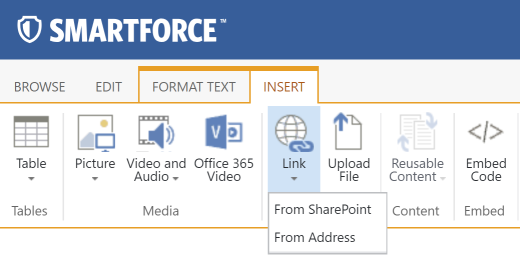 SMARTFORCE™
BROWSE EDIT FORMAT TEXT INSERT
Table Picture Video and Audio Office 365 Video Link Upload File Reusable Content Embed Code
Tables Media Content Embed
From SharePoint
From Address